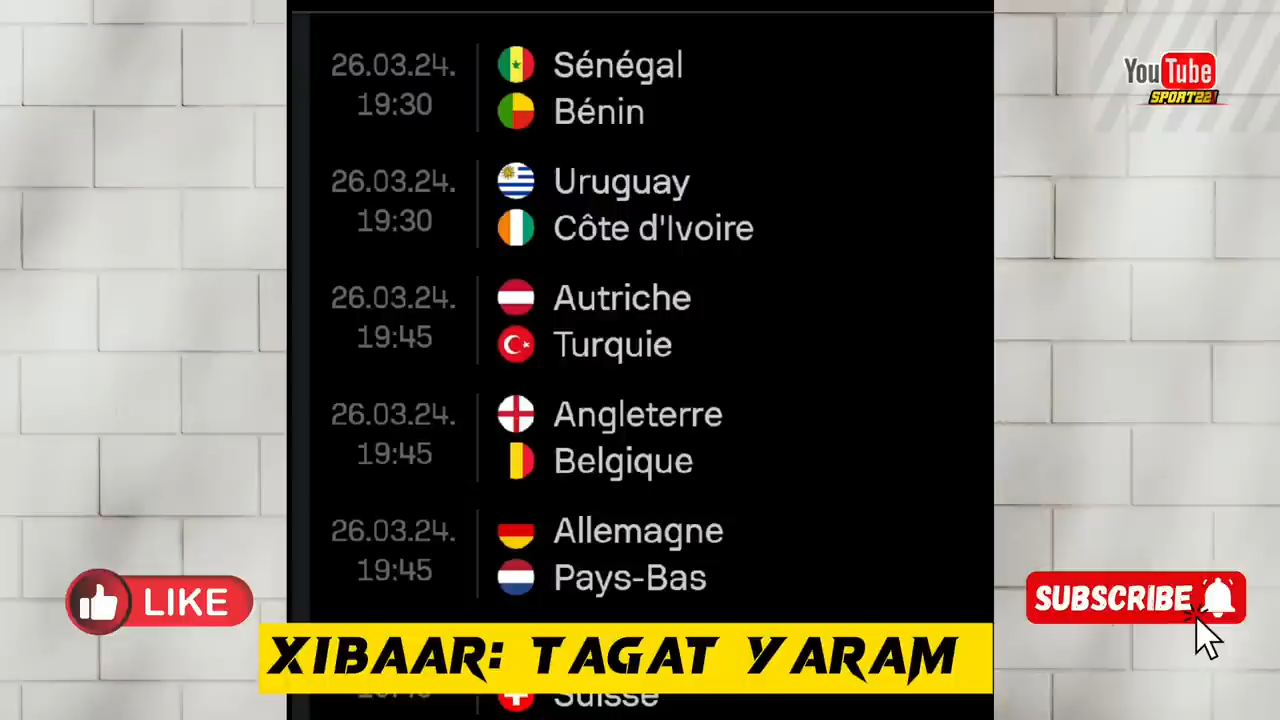 26.03.24.
19:30
Sénégal
Bénin
YouTube
SPORT221
26.03.24.
19:30
Uruguay
Côte d'Ivoire
26.03.24.
19:45
Autriche
Turquie
26.03.24.
19:45
Angleterre
Belgique
26.03.24.
19:45
Allemagne
Pays-Bas
LIKE
SUBSCRIBE
XIBAAR: TAGAT YARAM
Suisse